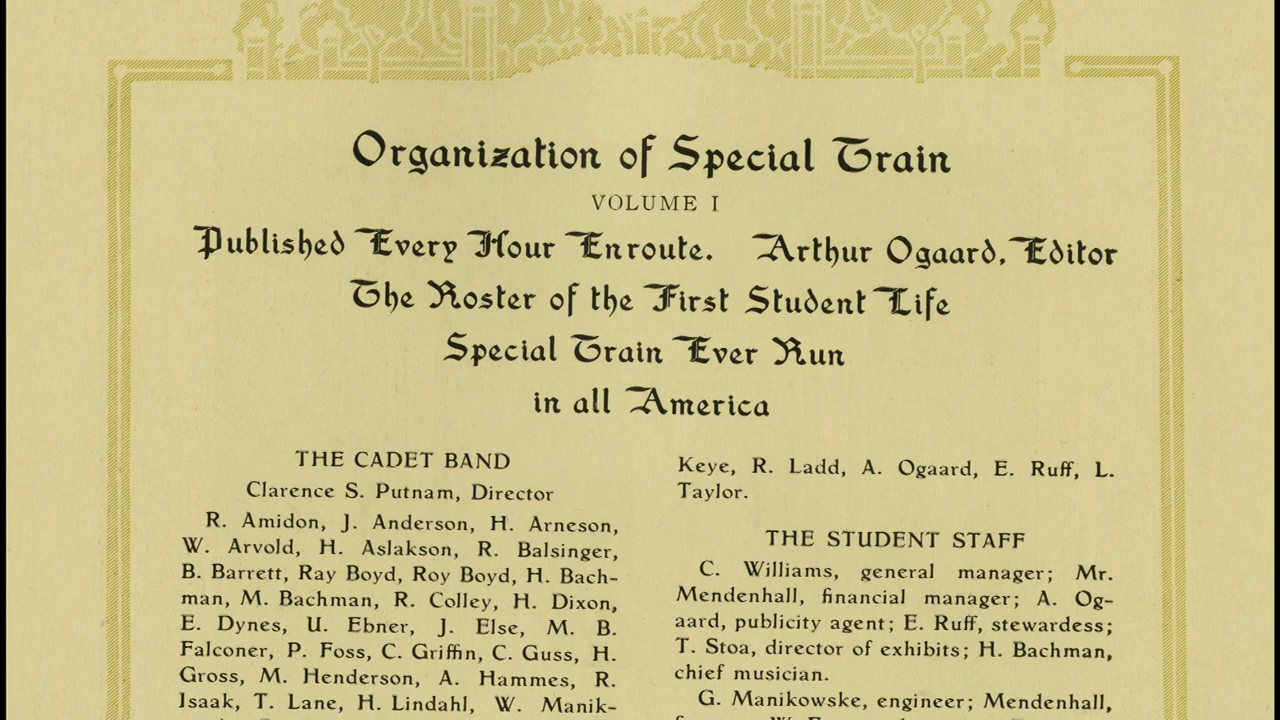 Organization of Special Train
VOLUME I
Published Every Hour Enroute. Arthur Ogaard, Editor
The Roster of the First Student Life
Special Train Ever Run
in all America
THE CADET BAND
Clarence S. Putnam, Director
R. Amidon, J. Anderson, H. Arneson,
W. Arvold, H. Aslakson, R. Balsinger,
B. Barrett, Ray Boyd, Roy Boyd, H. Bach-
man, M. Bachman, R. Colley, H. Dixon,
E. Dynes, U. Ebner, J. Else, M. B.
Falconer, P. Foss, C. Griffin, C. Guss, H.
Gross, M. Henderson, A. Hammes, R.
Isaak, T. Lane, H. Lindahl, W. Manik-
Keye, R. Ladd, A. Ogaard, E. Ruff, L.
Taylor.
THE STUDENT STAFF
C. Williams, general manager; Mr.
Mendenhall, financial manager; A. Og-
aard, publicity agent; E. Ruff, stewardess;
T. Stoa, director of exhibits; H. Bachman,
chief musician.
G. Manikowske, engineer; Mendenhall,